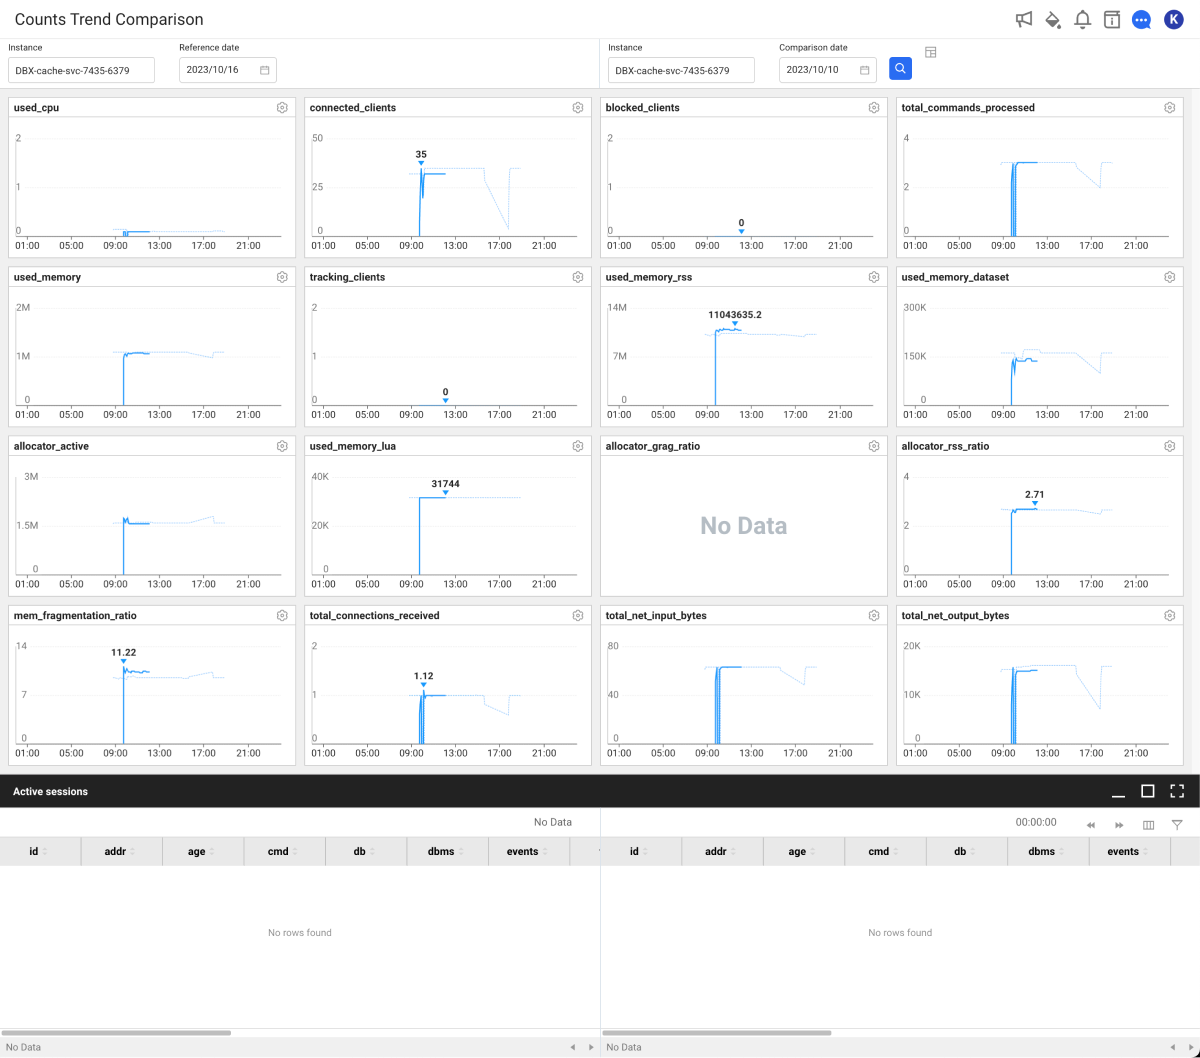 Counts Trend Comparison
K
Instance
Reference date
Instance
Comparison date
DBX-cache-svc-7435-6379
2023/10/16
DBX-cache-svc-7435-6379
2023/10/10
used_cpu
connected_clients
blocked_clients
total_commands_processed
2
1
0
01:00 05:00 09:00 13:00 17:00 21:00
50
35
25
0
01:00 05:00 09:00 13:00 17:00 21:00
2
1
0
0
01:00 05:00 09:00 13:00 17:00 21:00
4
2
0
01:00 05:00 09:00 13:00 17:00 21:00
used_memory
tracking_clients
used_memory_rss
used_memory_dataset
2M
1M
0
01:00 05:00 09:00 13:00 17:00 21:00
2
1
0
0
01:00 05:00 09:00 13:00 17:00 21:00
14M
11043635.2
7M
0
01:00 05:00 09:00 13:00 17:00 21:00
300K
150K
0
01:00 05:00 09:00 13:00 17:00 21:00
allocator_active
used_memory_lua
allocator_grag_ratio
allocator_rss_ratio
3M
1.5M
0
01:00 05:00 09:00 13:00 17:00 21:00
40K
31744
20K
0
01:00 05:00 09:00 13:00 17:00 21:00
No Data
4
2.71
2
0
01:00 05:00 09:00 13:00 17:00 21:00
mem_fragmentation_ratio
total_connections_received
total_net_input_bytes
total_net_output_bytes
14
11.22
7
0
01:00 05:00 09:00 13:00 17:00 21:00
2
1.12
1
0
01:00 05:00 09:00 13:00 17:00 21:00
80
40
0
01:00 05:00 09:00 13:00 17:00 21:00
20K
10K
0
01:00 05:00 09:00 13:00 17:00 21:00
Active sessions
No Data
00:00:00
id addr age cmd db dbms events
id addr age cmd db dbms events
No rows found
No rows found
No Data
No Data